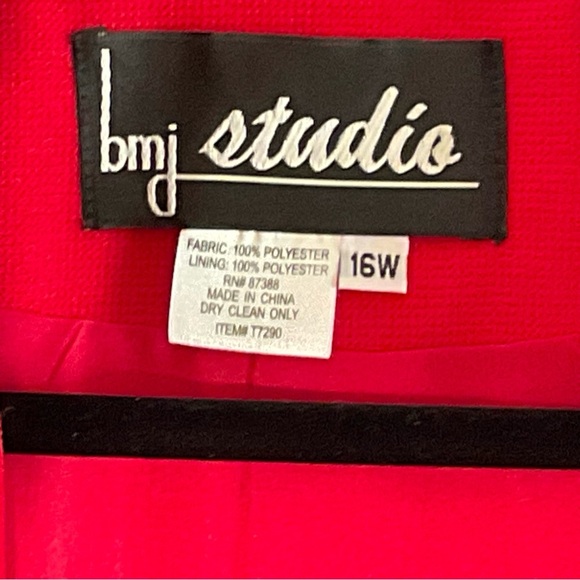 bmj studio
FABRIC: 100% POLYESTER
LINING: 100% POLYESTER
RN# 87388
MADE IN CHINA
DRY CLEAN ONLY
ITEM# T7290
16W